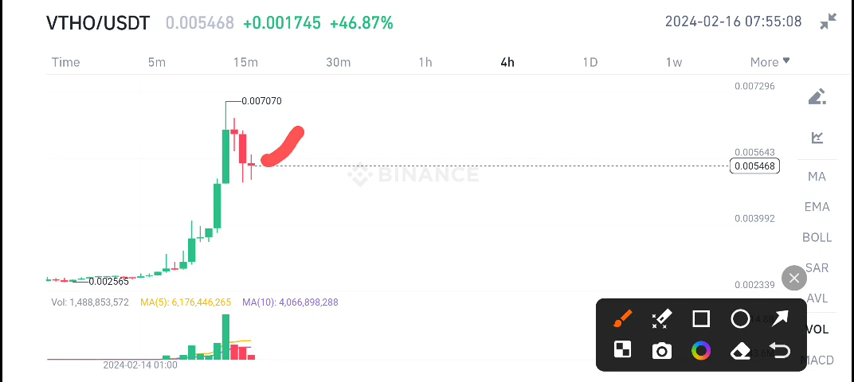 VTHO/USDT 0.005468 +0.001745 +46.87% 2024-02-16 07:55:08
Time 5m 15m 30m 1h 4h 1D 1w More
0.007296
0.007070
0.005643
0.005468
BINANCE
MA
0.003992
EMA
BOLL
SAR
0.002565
0.002339
AVL
Vol: 1,488,853,572 MA(5): 6,176,446,265 MA(10): 4,066,898,288
VOL
MACD
2024-02-14 01:00